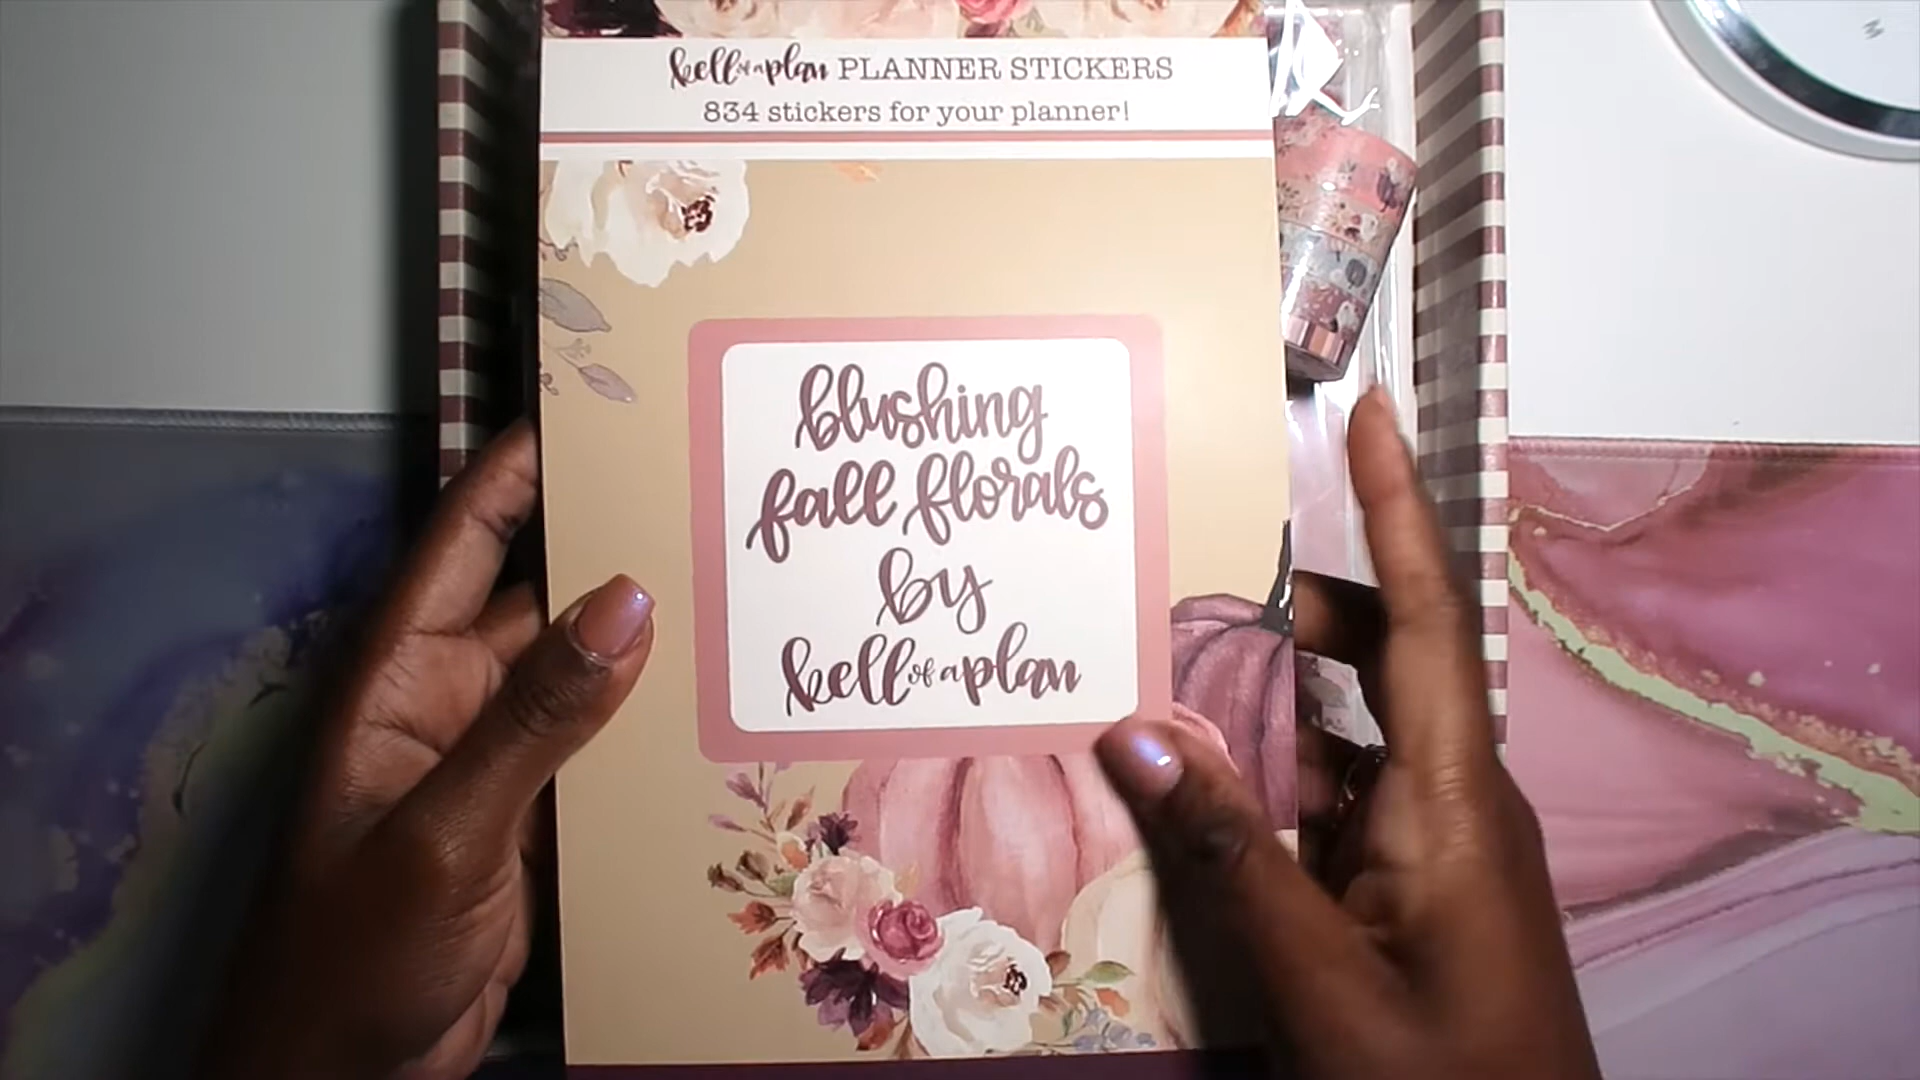 kell of a plan PLANNER STICKERS
834 stickers for your planner!
blushing
fall florals
by
kell of a plan